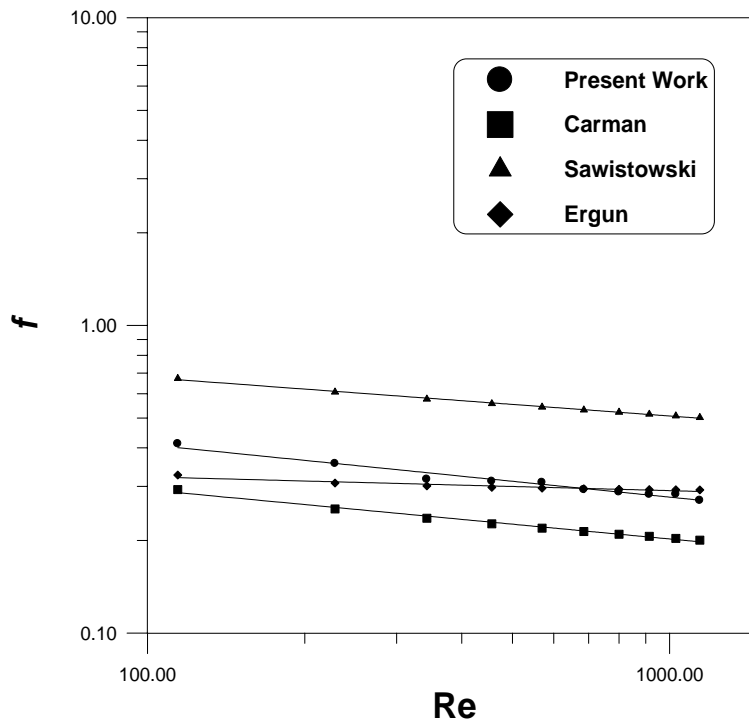 10.00
Present Work
Carman
Sawistowski
Ergun
f
1.00
0.10
100.00
1000.00
Re